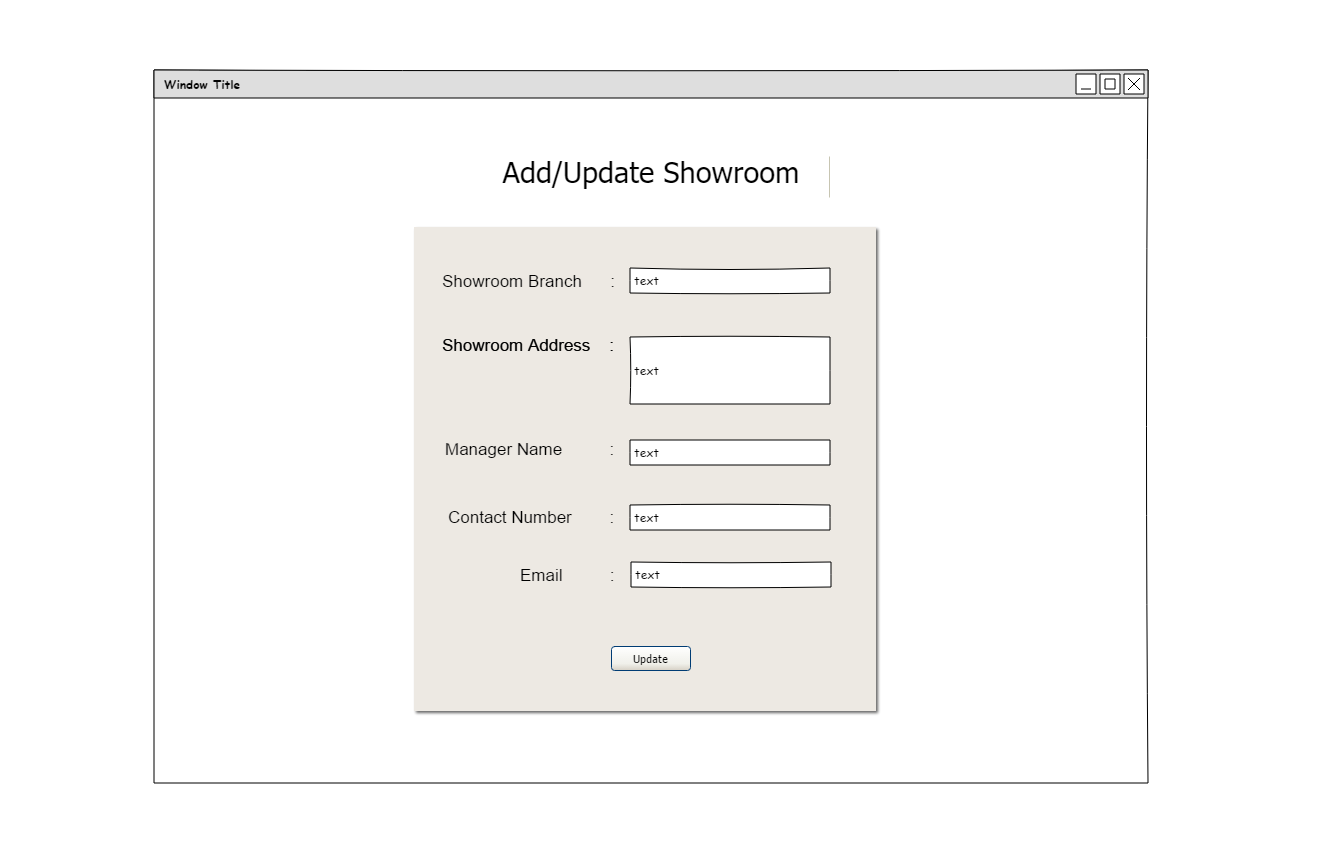 Window Title
Add/Update Showroom
Showroom Branch : text
Showroom Address : text
Manager Name : text
Contact Number : text
Email : text
Update